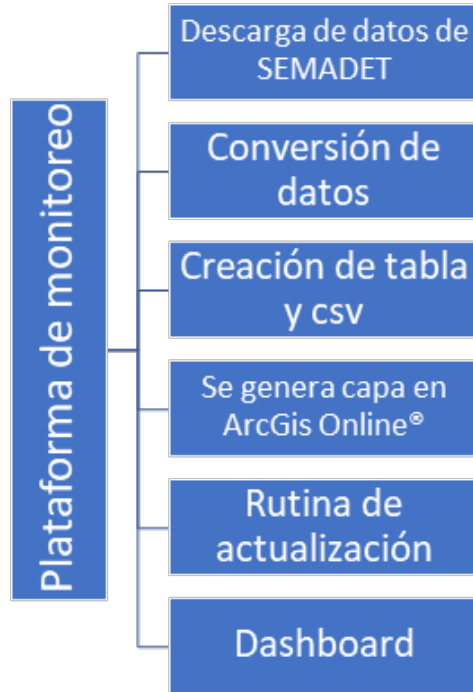 Plataforma de monitoreo
Descarga de datos de
SEMADET
Conversión de
datos
Creación de tabla
y csv
Se genera capa en
ArcGis Online®
Rutina de
actualización
Dashboard